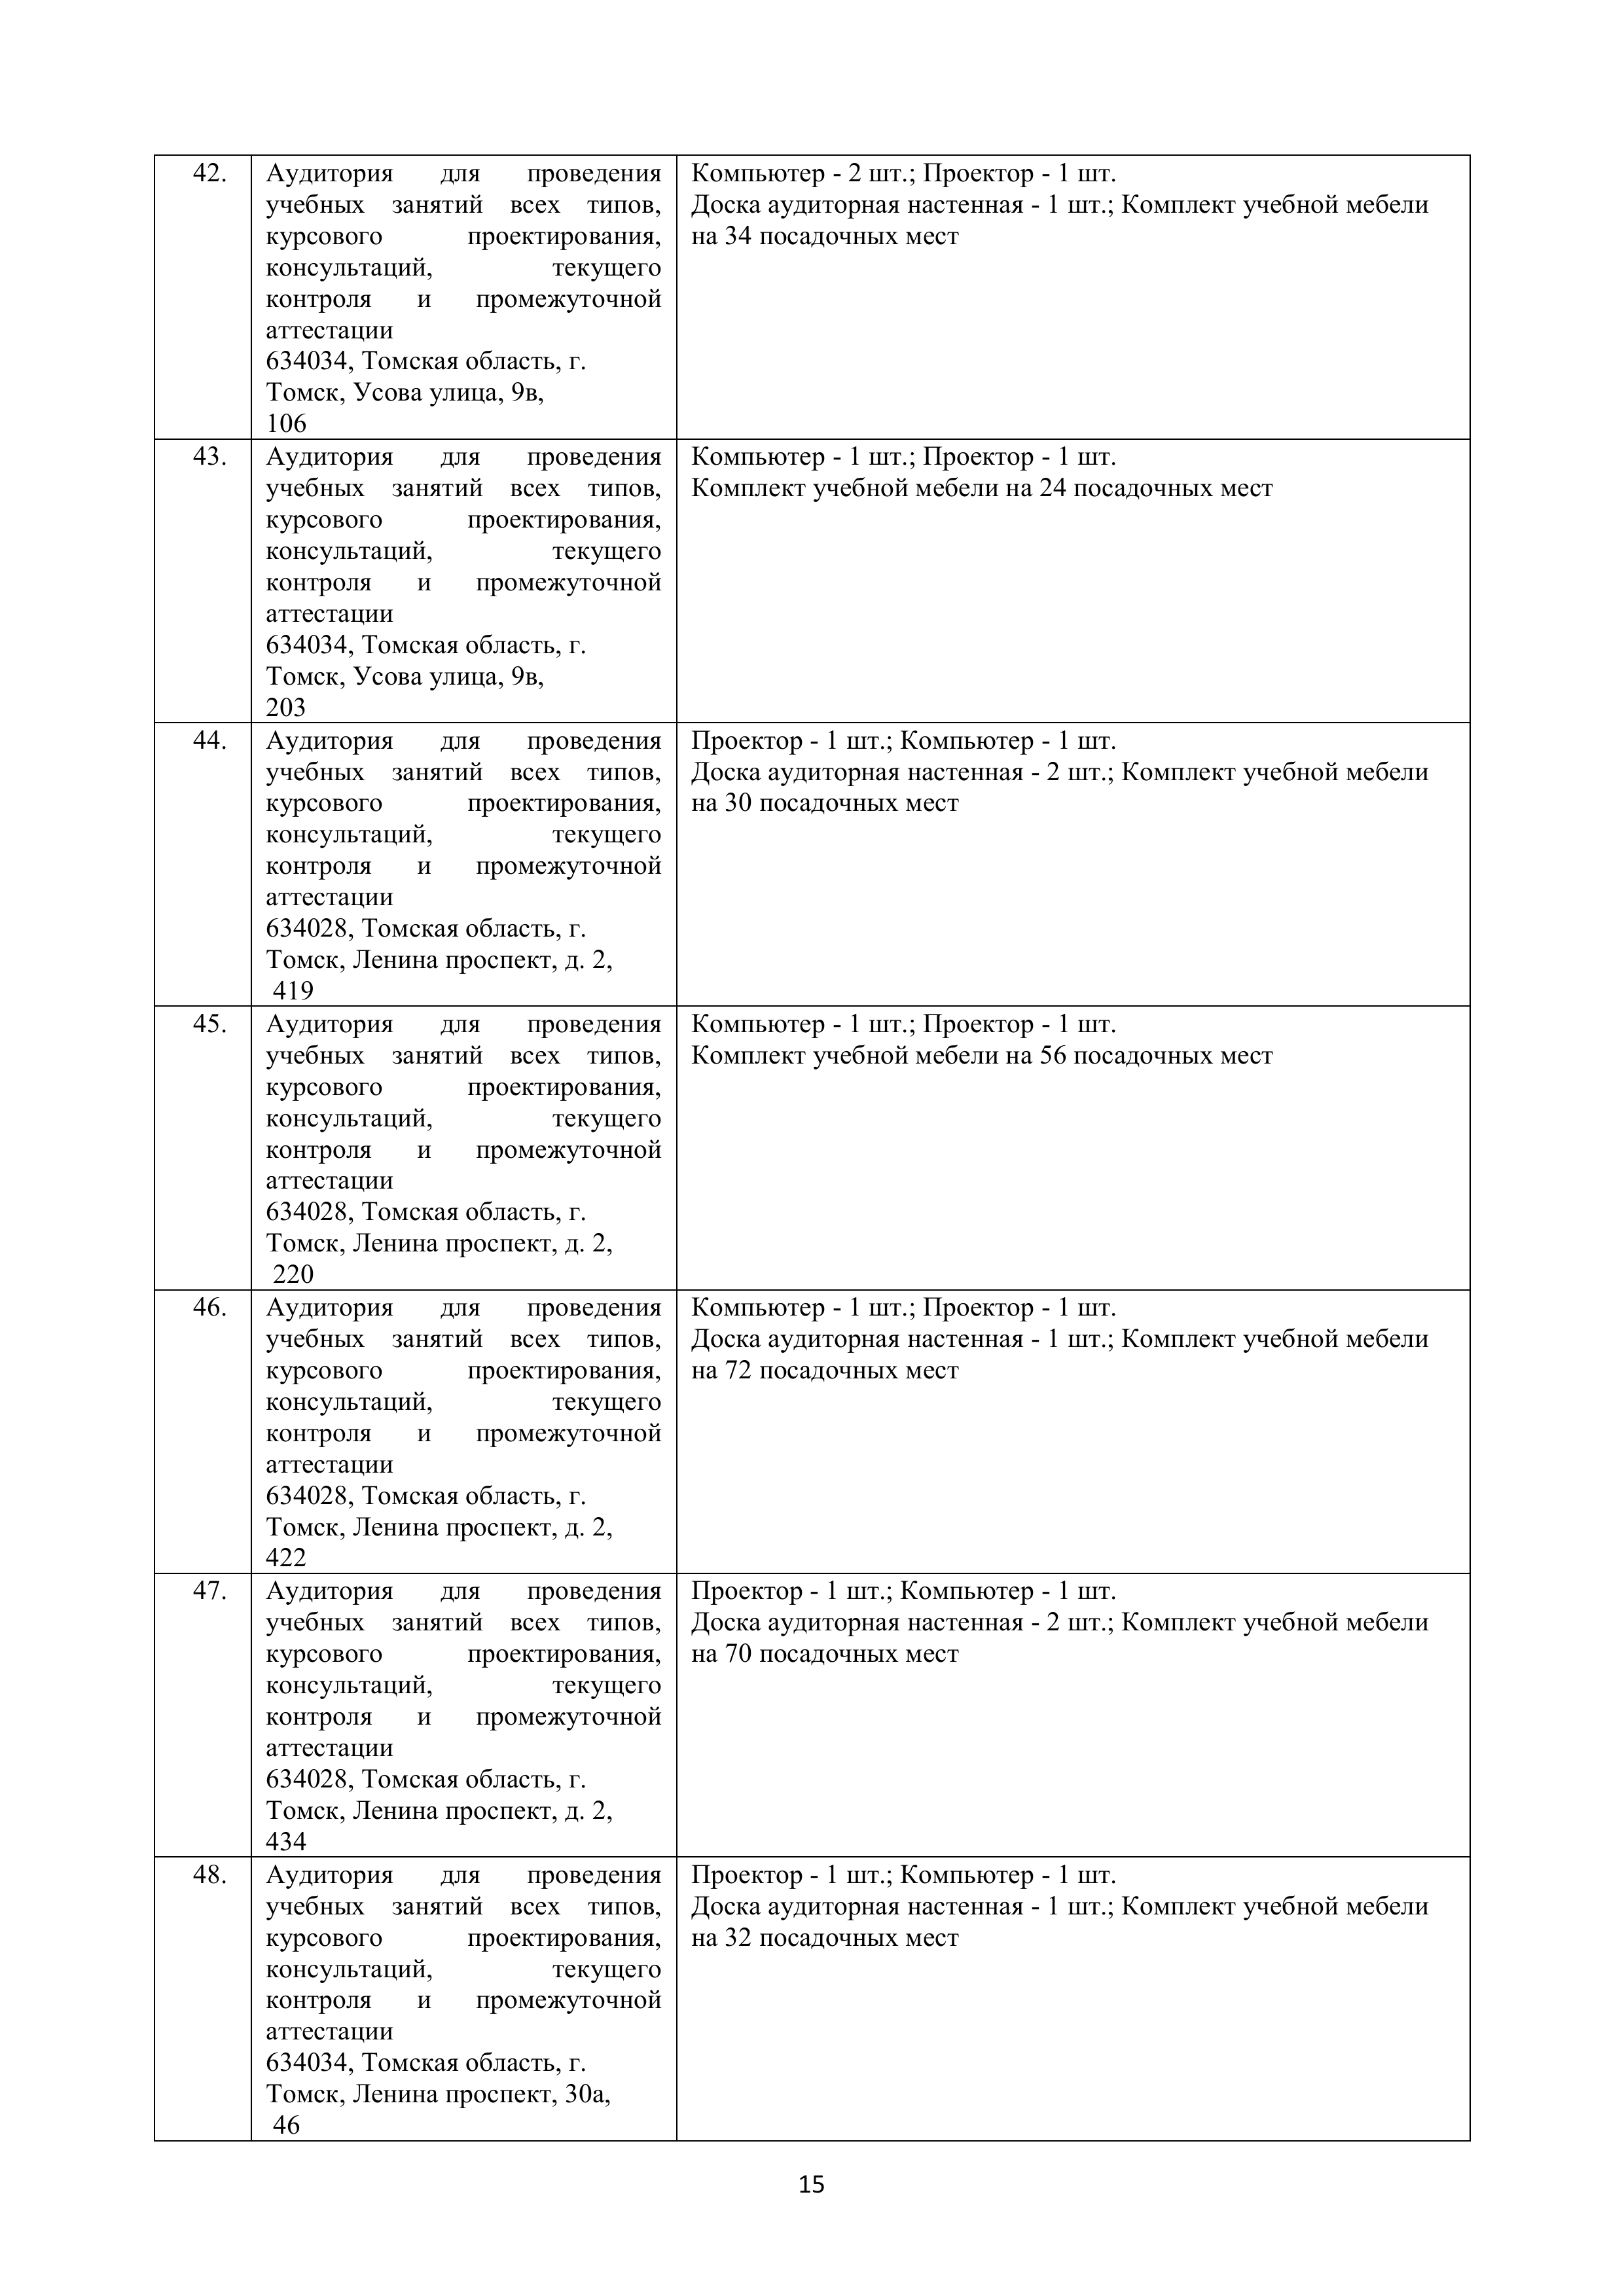 42.
Аудитория для проведения
учебных занятий всех типов,
курсового проектирования,
консультаций, текущего
контроля и промежуточной
аттестации
634034, Томская область, г.
Томск, Усова улица, 9в,
106
Компьютер - 2 шт.; Проектор - 1 шт.
Доска аудиторная настенная - 1 шт.; Комплект учебной мебели
на 34 посадочных мест
43.
Аудитория для проведения
учебных занятий всех типов,
курсового проектирования,
консультаций, текущего
контроля и промежуточной
аттестации
634034, Томская область, г.
Томск, Усова улица, 9в,
203
Компьютер - 1 шт.; Проектор - 1 шт.
Комплект учебной мебели на 24 посадочных мест
44.
Аудитория для проведения
учебных занятий всех типов,
курсового проектирования,
консультаций, текущего
контроля и промежуточной
аттестации
634028, Томская область, г.
Томск, Ленина проспект, д. 2,
419
Проектор - 1 шт.; Компьютер - 1 шт.
Доска аудиторная настенная - 2 шт.; Комплект учебной мебели
на 30 посадочных мест
45.
Аудитория для проведения
учебных занятий всех типов,
курсового проектирования,
консультаций, текущего
контроля и промежуточной
аттестации
634028, Томская область, г.
Томск, Ленина проспект, д. 2,
220
Компьютер - 1 шт.; Проектор - 1 шт.
Комплект учебной мебели на 56 посадочных мест
46.
Аудитория для проведения
учебных занятий всех типов,
курсового проектирования,
консультаций, текущего
контроля и промежуточной
аттестации
634028, Томская область, г.
Томск, Ленина проспект, д. 2,
422
Компьютер - 1 шт.; Проектор - 1 шт.
Доска аудиторная настенная - 1 шт.; Комплект учебной мебели
на 72 посадочных мест
47.
Аудитория для проведения
учебных занятий всех типов,
курсового проектирования,
консультаций, текущего
контроля и промежуточной
аттестации
634028, Томская область, г.
Томск, Ленина проспект, д. 2,
434
Проектор - 1 шт.; Компьютер - 1 шт.
Доска аудиторная настенная - 2 шт.; Комплект учебной мебели
на 70 посадочных мест
48.
Аудитория для проведения
учебных занятий всех типов,
курсового проектирования,
консультаций, текущего
контроля и промежуточной
аттестации
634034, Томская область, г.
Томск, Ленина проспект, 30а,
46
Проектор - 1 шт.; Компьютер - 1 шт.
Доска аудиторная настенная - 1 шт.; Комплект учебной мебели
на 32 посадочных мест
15